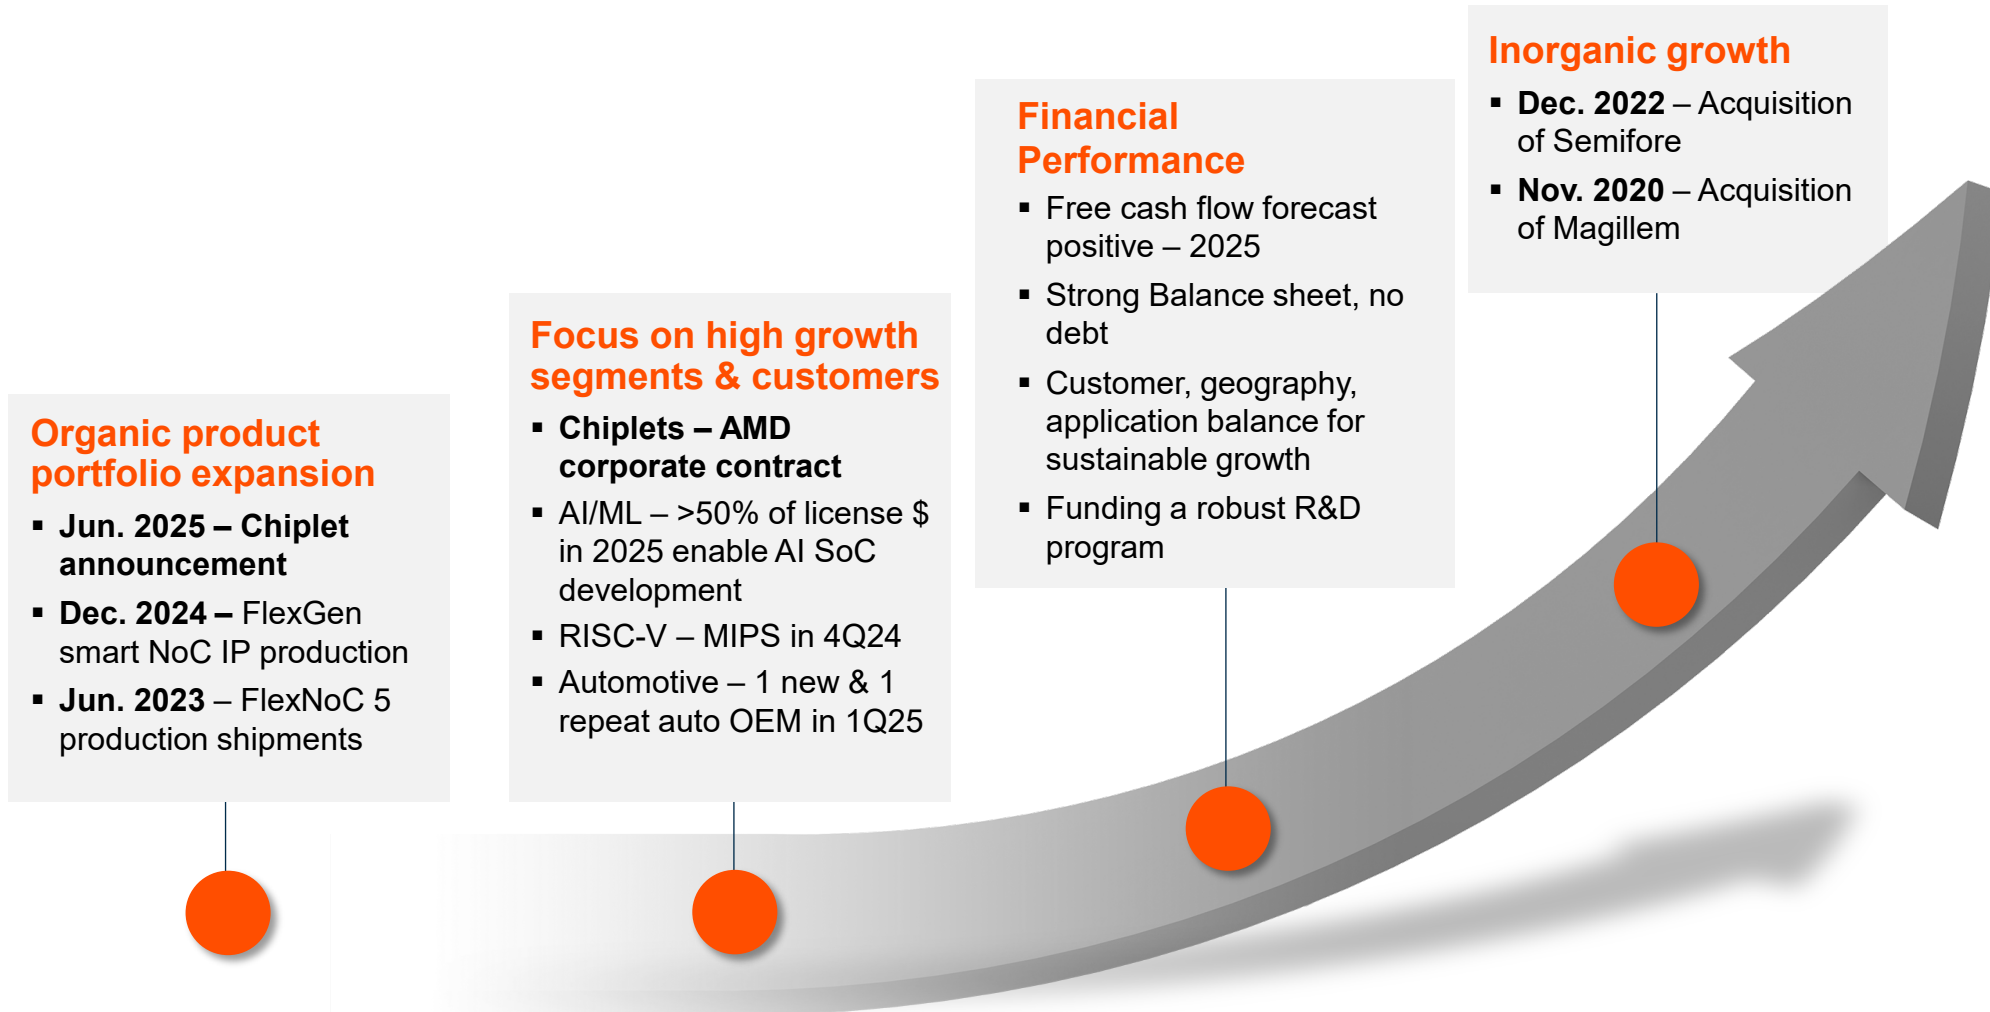 Organic product
portfolio expansion
▪ Jun. 2025 – Chiplet
announcement
▪ Dec. 2024 – FlexGen
smart NoC IP production
▪ Jun. 2023 – FlexNoC 5
production shipments
Focus on high growth
segments & customers
▪ Chiplets – AMD
corporate contract
▪ AI/ML – >50% of license $
in 2025 enable AI SoC
development
▪ RISC-V – MIPS in 4Q24
▪ Automotive – 1 new & 1
repeat auto OEM in 1Q25
Financial
Performance
▪ Free cash flow forecast
positive – 2025
▪ Strong Balance sheet, no
debt
▪ Customer, geography,
application balance for
sustainable growth
▪ Funding a robust R&D
program
Inorganic growth
▪ Dec. 2022 – Acquisition
of Semifore
▪ Nov. 2020 – Acquisition
of Magillem